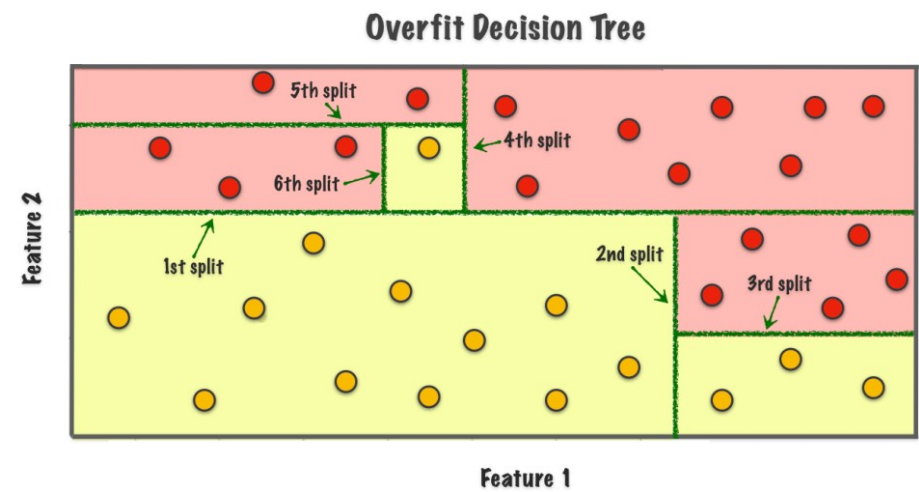 Overfit Decision Tree
5th split
4th split
6th split
1st split
2nd split
3rd split
Feature 2
Feature 1